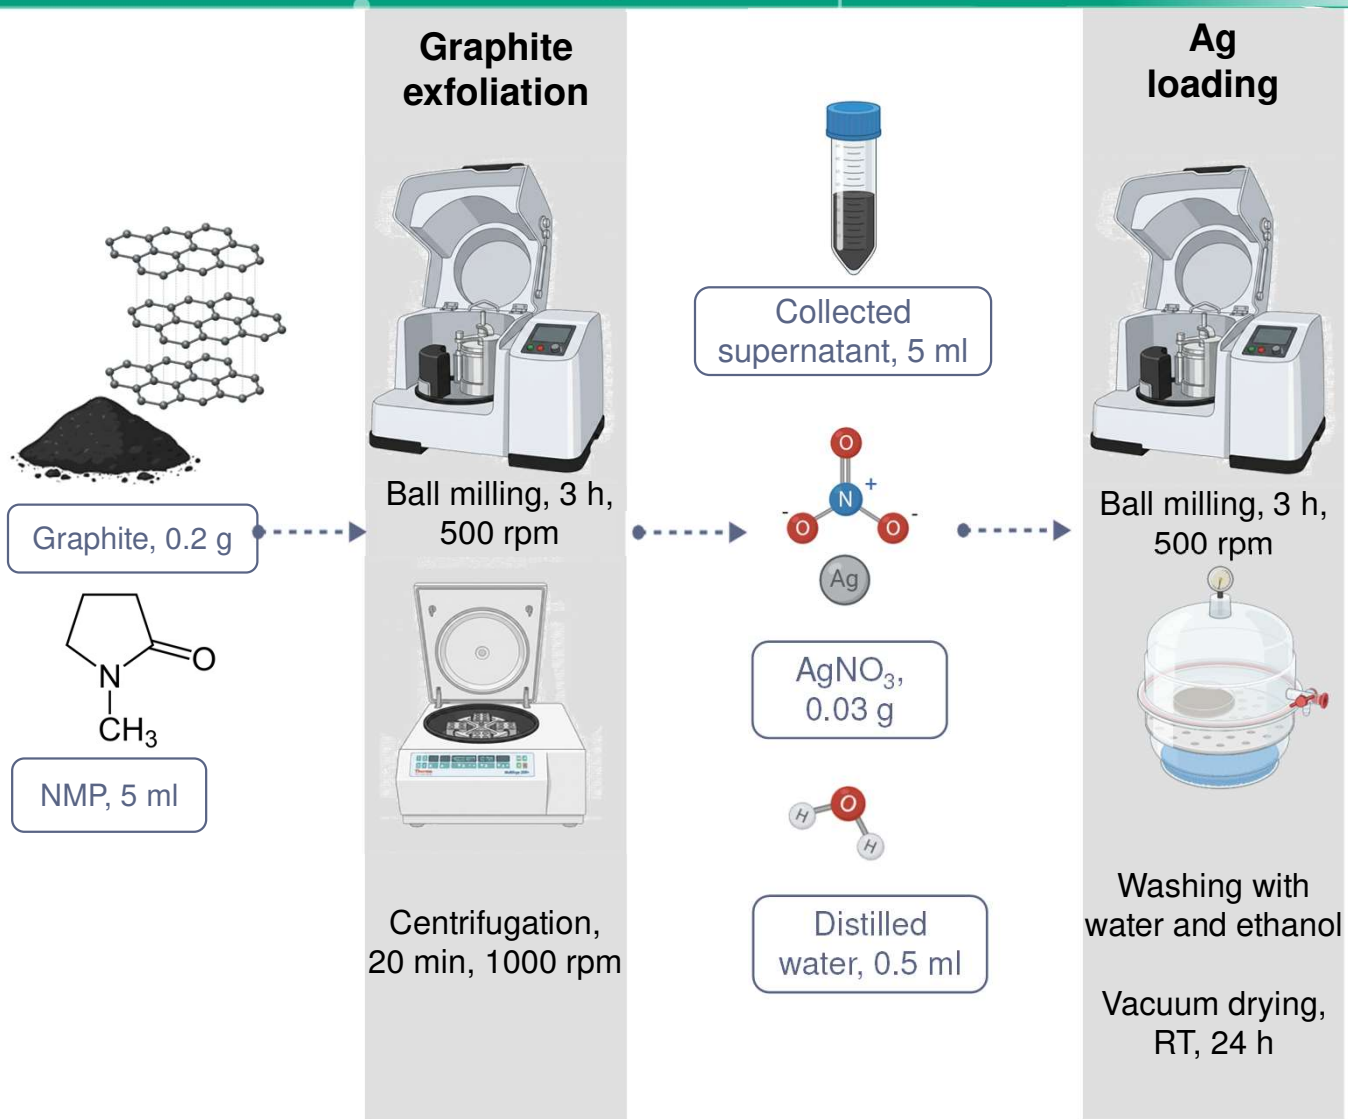 Graphite
exfoliation
Ag
loading
Collected
supernatant, 5 ml
O
N
+
-
O
O
-
Ag
Ball milling, 3 h,
500 rpm
Ball milling, 3 h,
500 rpm
Graphite, 0.2 g
N
O
CH₃
AgNO₃,
0.03 g
NMP, 5 ml
Thermo
H
O
H
Washing with
water and ethanol
Centrifugation,
20 min, 1000 rpm
Distilled
water, 0.5 ml
Vacuum drying,
RT, 24 h